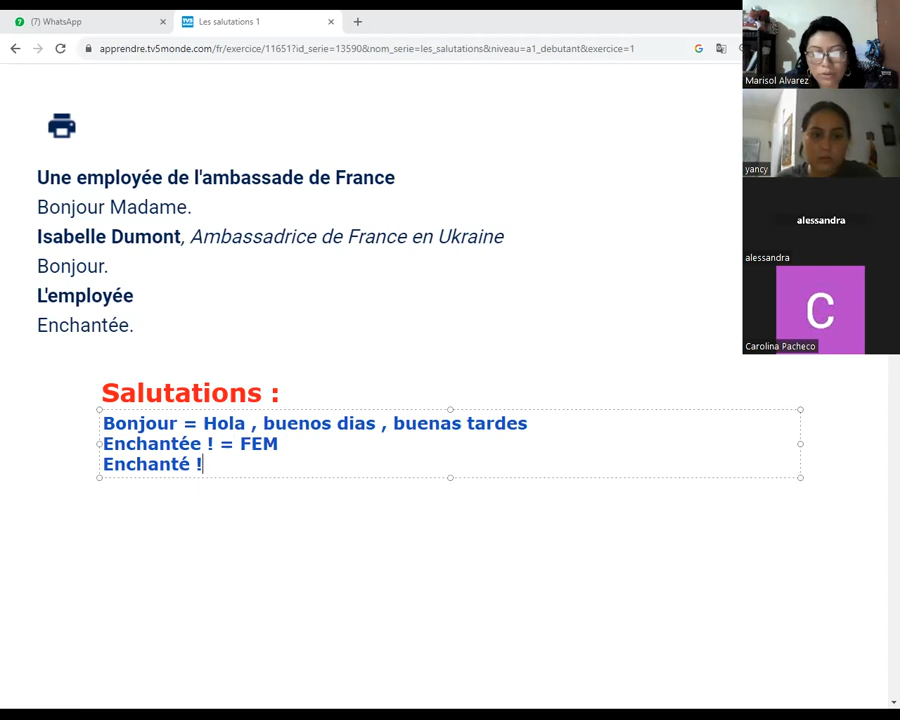 (7) WhatsApp
Les salutations 1
apprendre.tv5monde.com/fr/exercice/11651?id_serie=13590&nom_serie=les_salutations&niveau=a1_debutant&exercice=1
Une employée de l'ambassade de France
Bonjour Madame.
Isabelle Dumont, Ambassadrice de France en Ukraine
Bonjour.
L'employée
Enchantée.
Salutations :
Bonjour = Hola , buenos dias , buenas tardes
Enchantée ! = FEM
Enchanté !
Marisol Alvarez
yancy
alessandra
alessandra
C
Carolina Pacheco